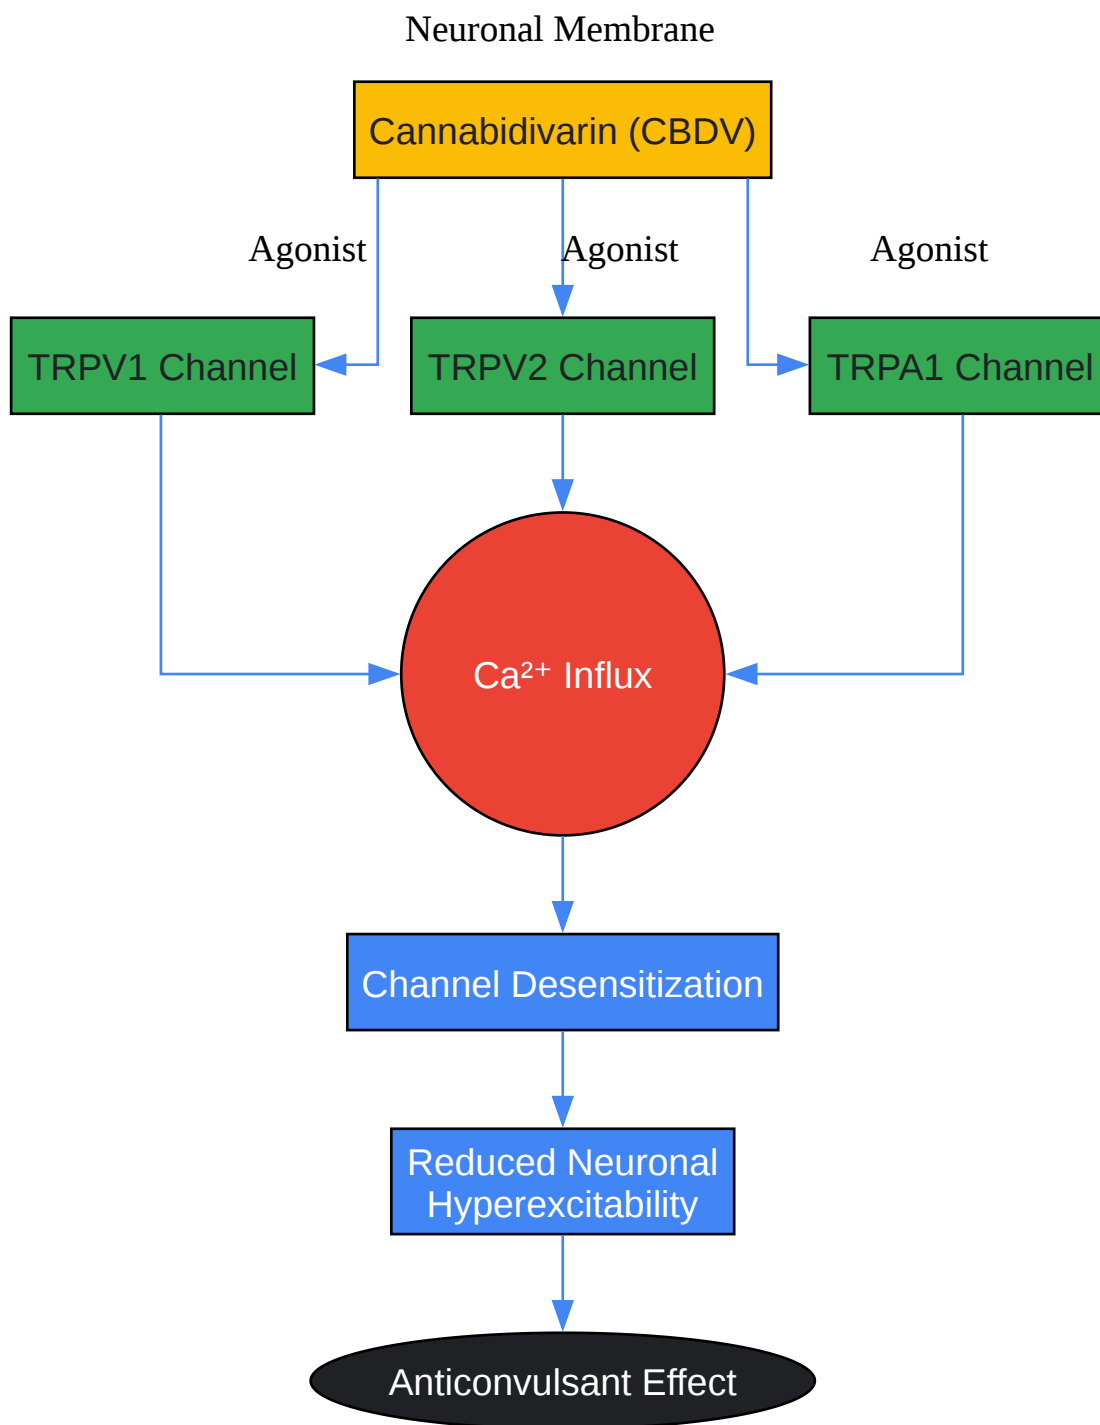 Neuronal Membrane
Cannabidivarin (CBDV)
Agonist
Agonist
Agonist
TRPV1 Channel
TRPV2 Channel
TRPA1 Channel
Ca²⁺ Influx
Channel Desensitization
Reduced Neuronal
Hyperexcitability
Anticonvulsant Effect